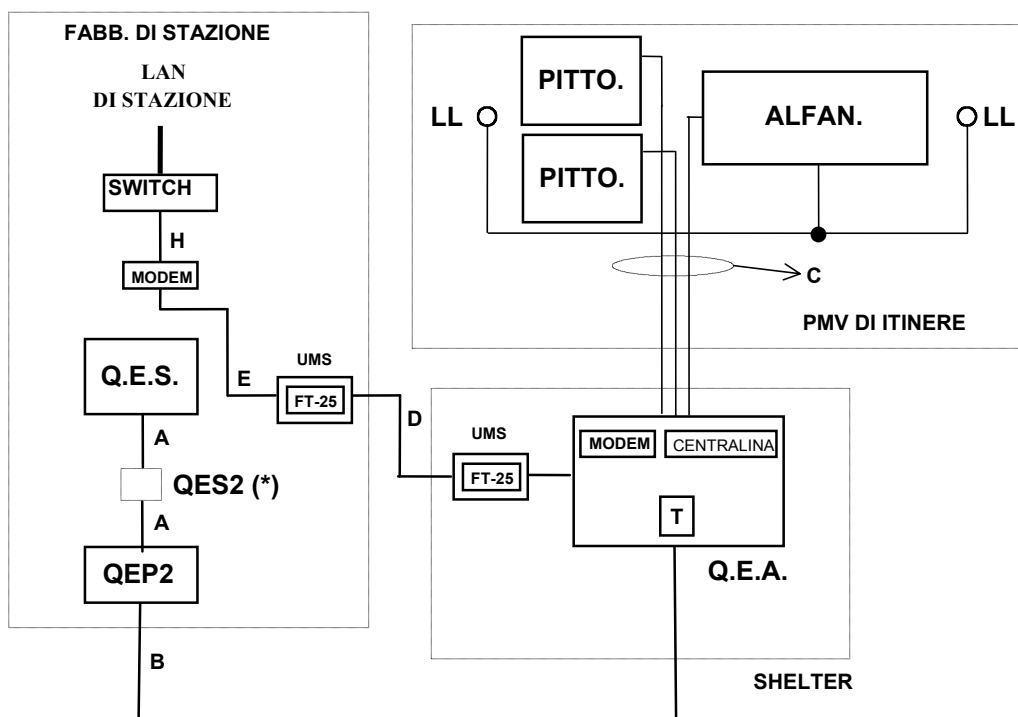 FABB. DI STAZIONE
LAN
DI STAZIONE
SWITCH
H
MODEM
Q.E.S.
E
A
QES2 (*)
A
QEP2
B
UMS
FT-25
D
PITTO.
PITTO.
LL
ALFAN.
LL
C
PMV DI ITINERE
UMS
FT-25
MODEM
CENTRALINA
T
Q.E.A.
SHELTER